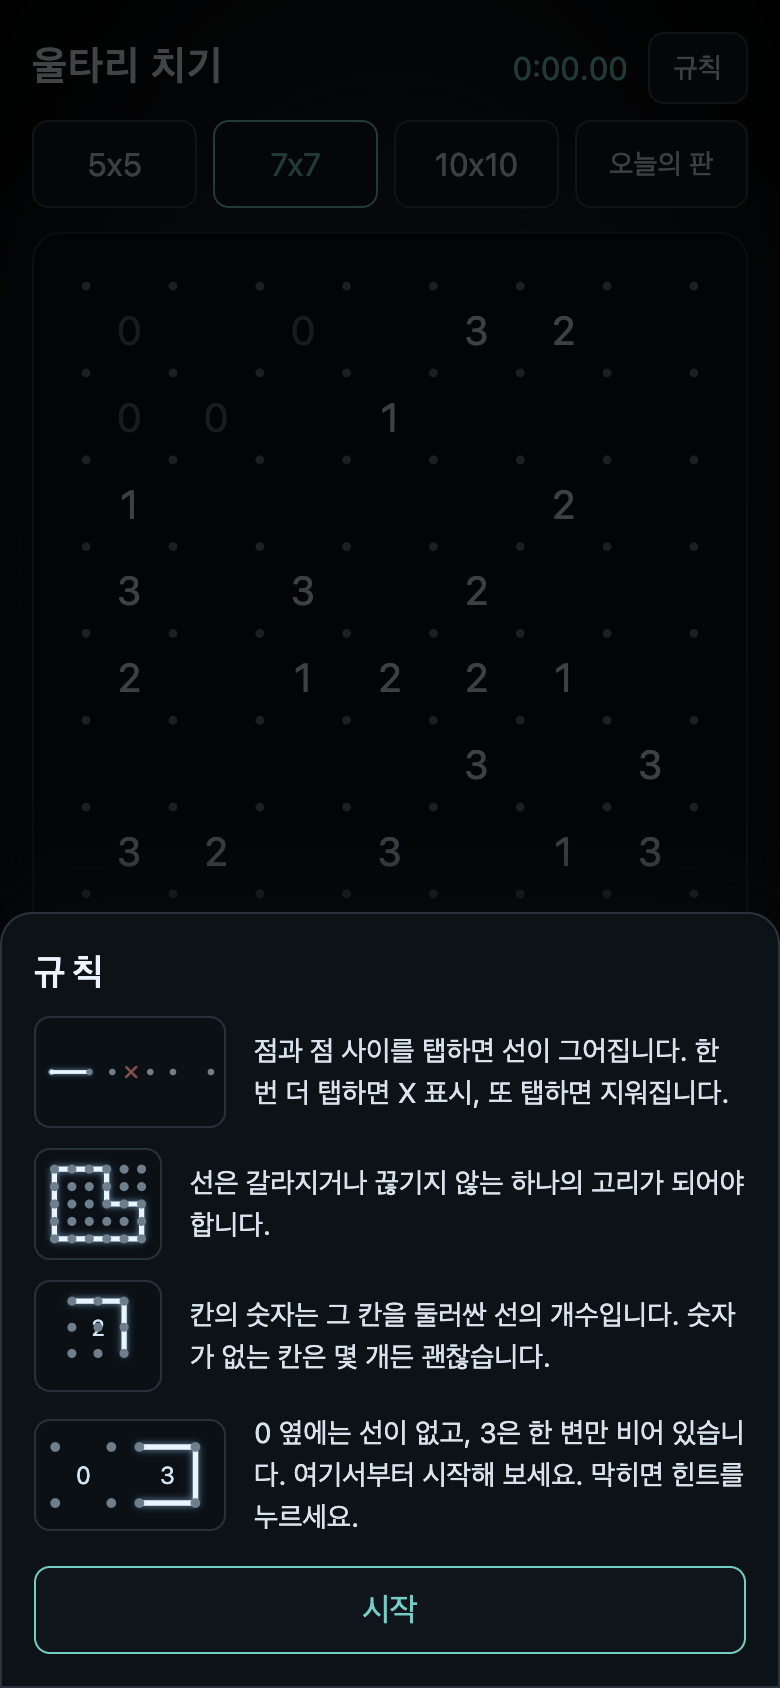 울타리 치기
0:00.00
규칙
5x5 7x7 10x10 오늘의 판
0 0 3 2
0 0 1
1 2
3 3 2
2 1 2 2 1
3 3
3 2 3 1 3
규칙
점과 점 사이를 탭하면 선이 그어집니다. 한
번 더 탭하면 X 표시, 또 탭하면 지워집니다.
선은 갈라지거나 끊기지 않는 하나의 고리가 되어야
합니다.
2
칸의 숫자는 그 칸을 둘러싼 선의 개수입니다. 숫자
가 없는 칸은 몇 개든 괜찮습니다.
0 3
0 옆에는 선이 없고, 3은 한 변만 비어 있습니
다. 여기서부터 시작해 보세요. 막히면 힌트를
누르세요.
시작